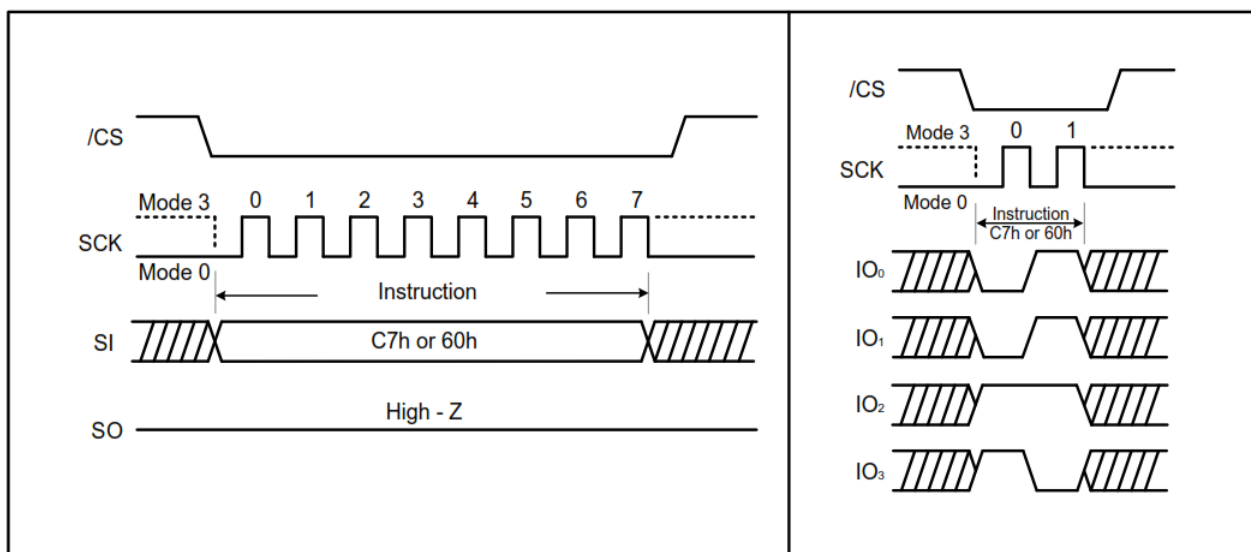 /CS
Mode 3
0 1 2 3 4 5 6 7
SCK
Mode 0
Instruction
SI
C7h or 60h
High - Z
SO
/CS
Mode 3
0 1
SCK
Mode 0
Instruction
C7h or 60h
IO₀
IO₁
IO₂
IO₃